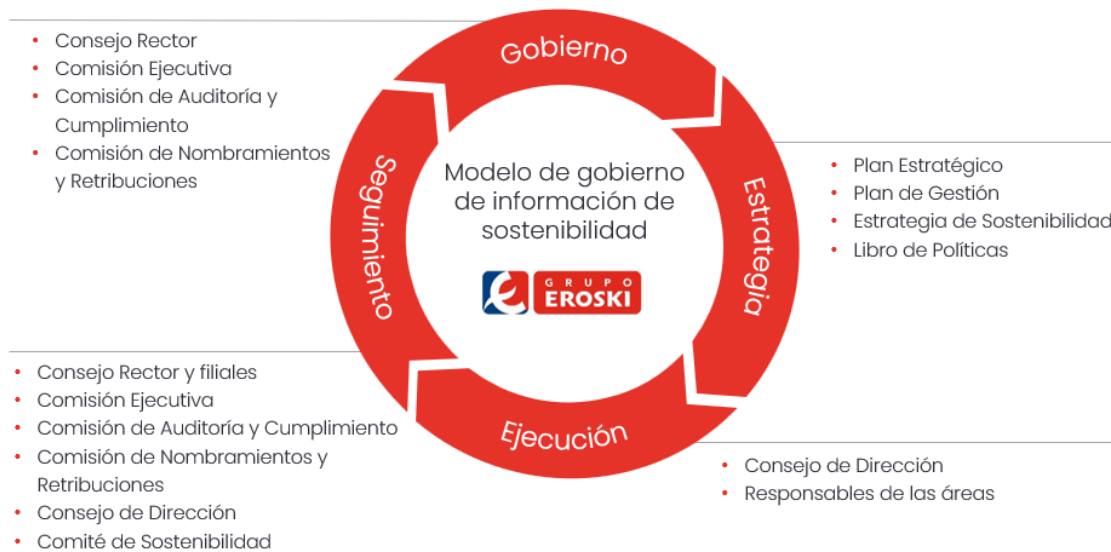 Gobierno
• Consejo Rector
• Comisión Ejecutiva
• Comisión de Auditoría y
Cumplimiento
• Comisión de Nombramientos
y Retribuciones
Estrategia
• Plan Estratégico
• Plan de Gestión
• Estrategia de Sostenibilidad
• Libro de Políticas
Modelo de gobierno
de información de
sostenibilidad
GRUPO
EROSKI
Seguimiento
• Consejo Rector y filiales
• Comisión Ejecutiva
• Comisión de Auditoría y Cumplimiento
• Comisión de Nombramientos y
Retribuciones
• Consejo de Dirección
• Comité de Sostenibilidad
Ejecución
• Consejo de Dirección
• Responsables de las áreas